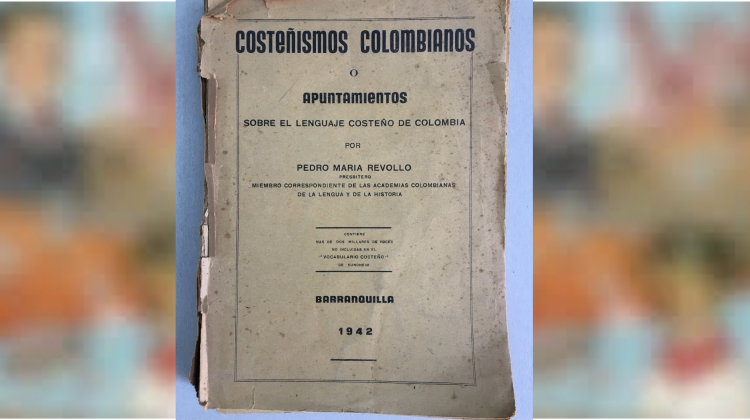 COSTEÑISMOS COLOMBIANOS
O
APUNTAMIENTOS
SOBRE EL LENGUAJE COSTEÑO DE COLOMBIA
POR
PEDRO MARIA REVOLLO
PRESBITERO
MIEMBRO CORRESPONDIENTE DE LAS ACADEMIAS COLOMBIANAS
DE LA LENGUA Y DE LA HISTORIA
CONTIENE
MAS DE DOS MILLARES DE VOCES
NO INCLUIDAS EN EL
"VOCABULARIO COSTEÑO"
DE
BARRANQUILLA
1942